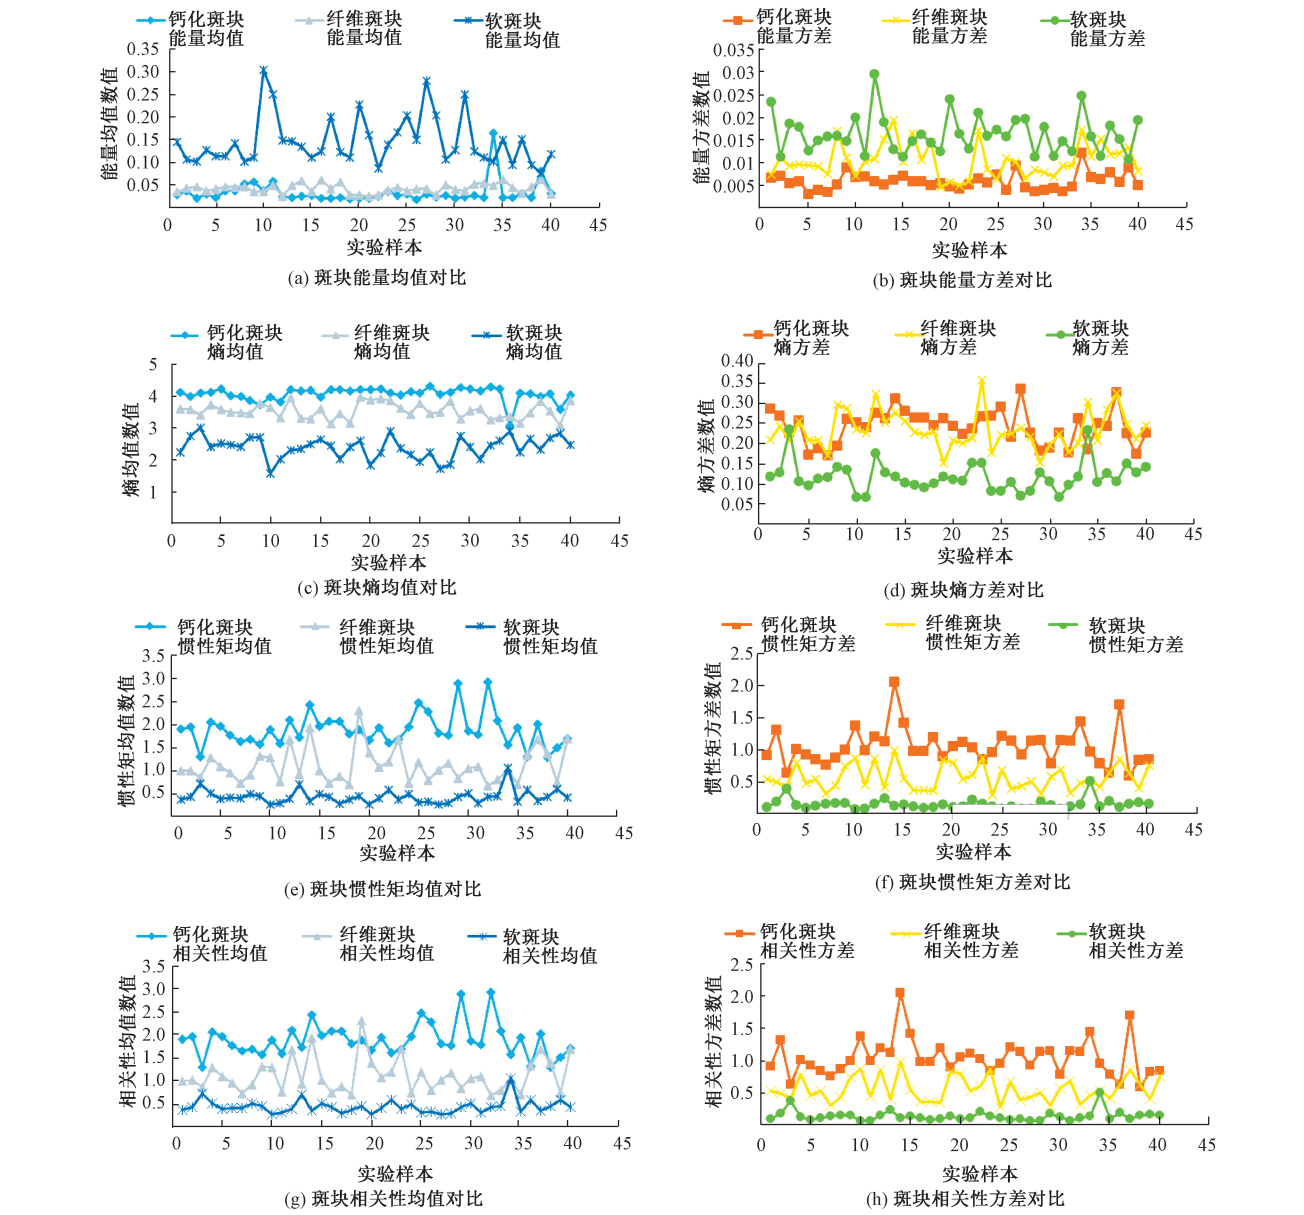 钙化斑块 纤维斑块 软斑块
能量均值 能量均值 能量均值
0.35
0.30
0.25
0.20
0.15
0.10
0.05
能量均值数值
0 5 10 15 20 25 30 35 40 45
实验样本
(a) 斑块能量均值对比
钙化斑块 纤维斑块 软斑块
能量方差 能量方差 能量方差
0.035
0.03
0.025
0.02
0.015
0.01
0.005
能量方差数值
0 5 10 15 20 25 30 35 40 45
实验样本
(b) 斑块能量方差对比
钙化斑块 纤维斑块 软斑块
熵均值 熵均值 熵均值
5
4
3
2
1
熵均值数值
0 5 10 15 20 25 30 35 40 45
实验样本
(c) 斑块熵均值对比
钙化斑块 纤维斑块 软斑块
熵方差 熵方差 熵方差
0.40
0.35
0.30
0.25
0.20
0.15
0.10
0.05
熵方差数值
0 5 10 15 20 25 30 35 40 45
实验样本
(d) 斑块熵方差对比
钙化斑块 纤维斑块 软斑块
惯性矩均值 惯性矩均值 惯性矩均值
3.5
3.0
2.5
2.0
1.5
1.0
0.5
惯性矩均值数值
0 5 10 15 20 25 30 35 40 45
实验样本
(e) 斑块惯性矩均值对比
钙化斑块 纤维斑块 软斑块
惯性矩方差 惯性矩方差 惯性矩方差
2.5
2.0
1.5
1.0
0.5
惯性矩方差数值
0 5 10 15 20 25 30 35 40 45
实验样本
(f) 斑块惯性矩方差对比
钙化斑块 纤维斑块 软斑块
相关性均值 相关性均值 相关性均值
3.5
3.0
2.5
2.0
1.5
1.0
0.5
相关性均值数值
0 5 10 15 20 25 30 35 40 45
实验样本
(g) 斑块相关性均值对比
钙化斑块 纤维斑块 软斑块
相关性方差 相关性方差 相关性方差
2.5
2.0
1.5
1.0
0.5
相关性方差数值
0 5 10 15 20 25 30 35 40 45
实验样本
(h) 斑块相关性方差对比